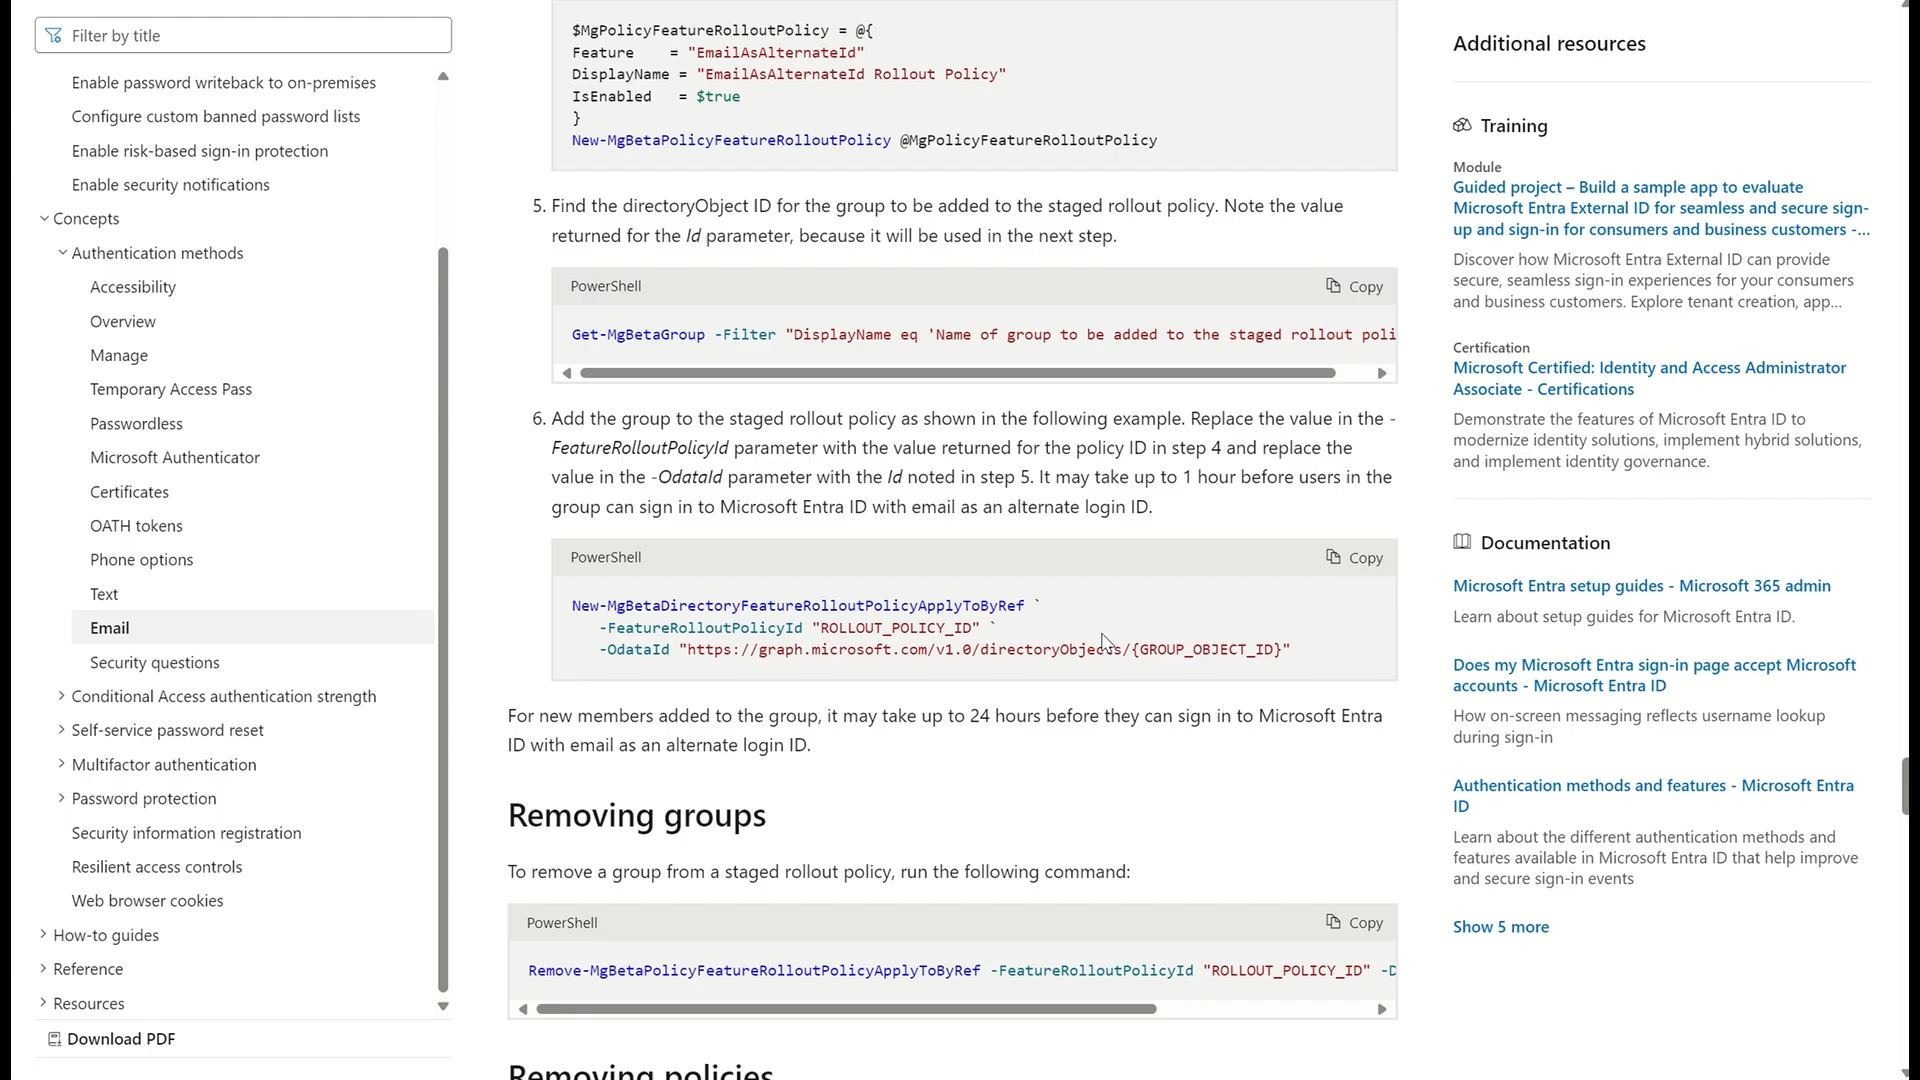 Filter by title
Enable password writeback to on-premises
Configure custom banned password lists
Enable risk-based sign-in protection
Enable security notifications
Concepts
Authentication methods
Accessibility
Overview
Manage
Temporary Access Pass
Passwordless
Microsoft Authenticator
Certificates
OATH tokens
Phone options
Text
Email
Security questions
Conditional Access authentication strength
Self-service password reset
Multifactor authentication
Password protection
Security information registration
Resilient access controls
Web browser cookies
How-to guides
Reference
Resources
Download PDF
$MgPolicyFeatureRolloutPolicy = @{
Feature    = "EmailAsAlternateId"
DisplayName = "EmailAsAlternateId Rollout Policy"
IsEnabled   = $true
}
New-MgBetaPolicyFeatureRolloutPolicy @MgPolicyFeatureRolloutPolicy
5. Find the directoryObject ID for the group to be added to the staged rollout policy. Note the value
returned for the Id parameter, because it will be used in the next step.
PowerShell
Copy
Get-MgBetaGroup -Filter "DisplayName eq 'Name of group to be added to the staged rollout poli
6. Add the group to the staged rollout policy as shown in the following example. Replace the value in the -
FeatureRolloutPolicyId parameter with the value returned for the policy ID in step 4 and replace the
value in the -OdataId parameter with the Id noted in step 5. It may take up to 1 hour before users in the
group can sign in to Microsoft Entra ID with email as an alternate login ID.
PowerShell
Copy
New-MgBetaDirectoryFeatureRolloutPolicyApplyToByRef `
-FeatureRolloutPolicyId "ROLLOUT_POLICY_ID" `
-OdataId "https://graph.microsoft.com/v1.0/directoryObjects/{GROUP_OBJECT_ID}"
For new members added to the group, it may take up to 24 hours before they can sign in to Microsoft Entra
ID with email as an alternate login ID.
Removing groups
To remove a group from a staged rollout policy, run the following command:
PowerShell
Copy
Remove-MgBetaPolicyFeatureRolloutPolicyApplyToByRef -FeatureRolloutPolicyId "ROLLOUT_POLICY_ID" -D
Removing policies
Additional resources
Training
Module
Guided project – Build a sample app to evaluate
Microsoft Entra External ID for seamless and secure sign-
up and sign-in for consumers and business customers -...
Discover how Microsoft Entra External ID can provide
secure, seamless sign-in experiences for your consumers
and business customers. Explore tenant creation, app...
Certification
Microsoft Certified: Identity and Access Administrator
Associate - Certifications
Demonstrate the features of Microsoft Entra ID to
modernize identity solutions, implement hybrid solutions,
and implement identity governance.
Documentation
Microsoft Entra setup guides - Microsoft 365 admin
Learn about setup guides for Microsoft Entra ID.
Does my Microsoft Entra sign-in page accept Microsoft
accounts - Microsoft Entra ID
How on-screen messaging reflects username lookup
during sign-in
Authentication methods and features - Microsoft Entra
ID
Learn about the different authentication methods and
features available in Microsoft Entra ID that help improve
and secure sign-in events
Show 5 more